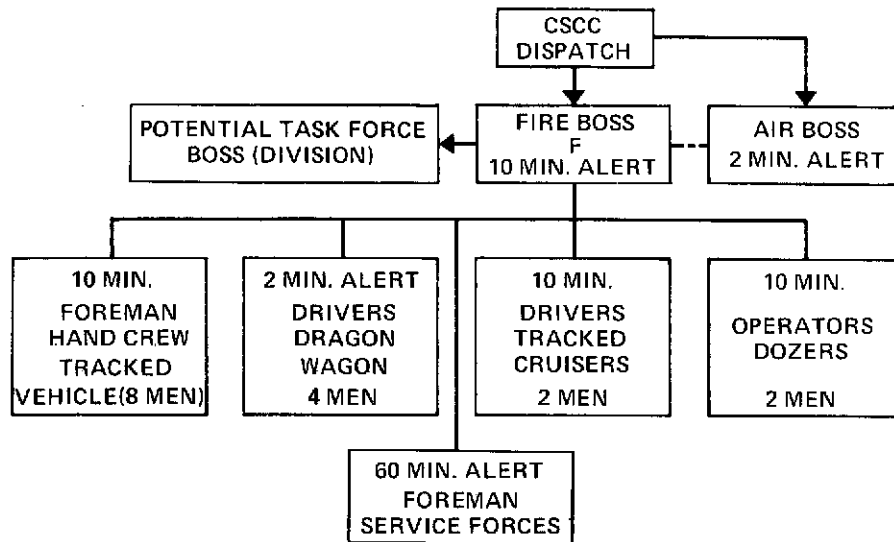 CSCC
DISPATCH
POTENTIAL TASK FORCE
BOSS (DIVISION)
FIRE BOSS
F
10 MIN. ALERT
AIR BOSS
2 MIN. ALERT
10 MIN.
FOREMAN
HAND CREW
TRACKED
VEHICLE(8 MEN)
2 MIN. ALERT
DRIVERS
DRAGON
WAGON
4 MEN
10 MIN.
DRIVERS
TRACKED
CRUISERS
2 MEN
10 MIN.
OPERATORS
DOZERS
2 MEN
60 MIN. ALERT
FOREMAN
SERVICE FORCES